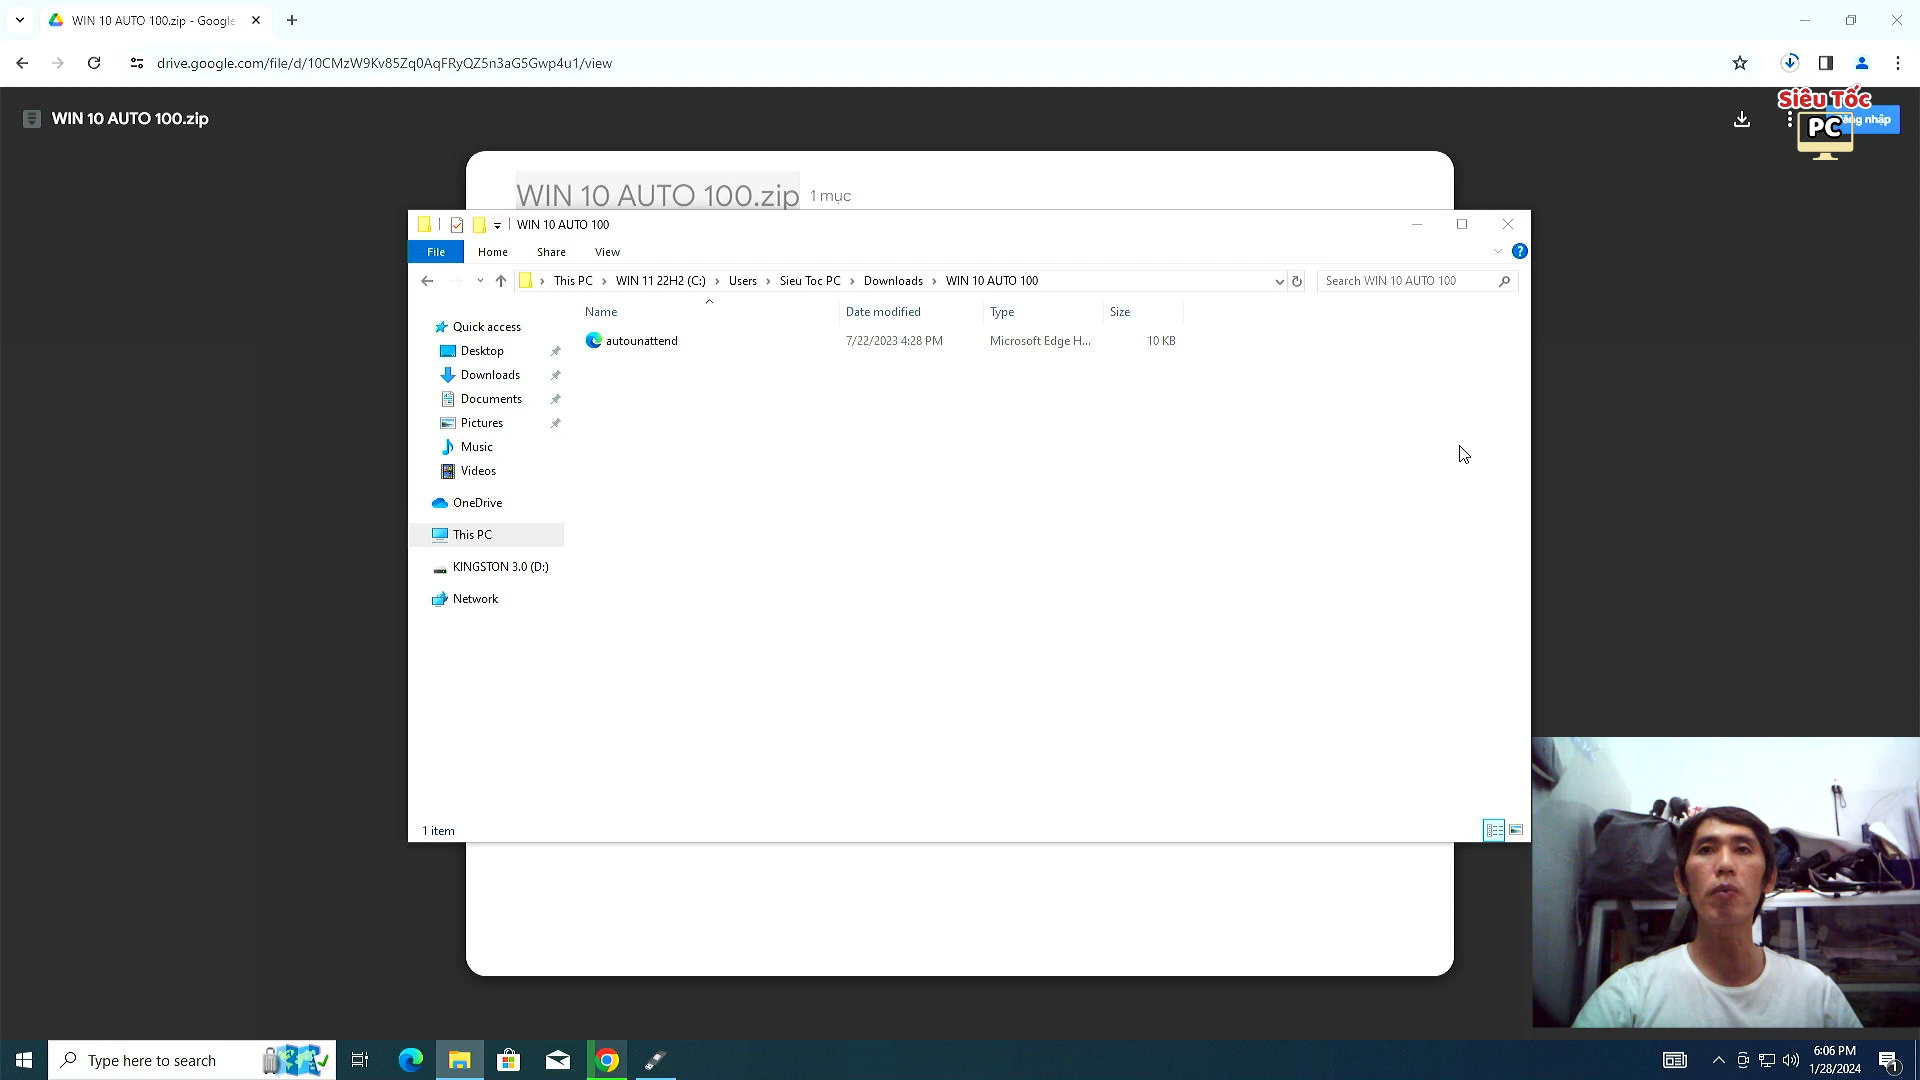 WIN 10 AUTO 100.zip - Google
drive.google.com/file/d/10CMzW9Kv85Zq0AqFRyQZ5n3aG5Gwp4u1/view
WIN 10 AUTO 100.zip
Siêu Tốc
PC
nhập
WIN 10 AUTO 100.zip 1 mục
WIN 10 AUTO 100
File Home Share View
This PC WIN 11 22H2 (C:) Users Sieu Toc PC Downloads WIN 10 AUTO 100
Search WIN 10 AUTO 100
Name Date modified Type Size
autounattend 7/22/2023 4:28 PM Microsoft Edge H... 10 KB
Quick access
Desktop
Downloads
Documents
Pictures
Music
Videos
OneDrive
This PC
KINGSTON 3.0 (D:)
Network
1 item
Type here to search
6:06 PM
1/28/2024
1